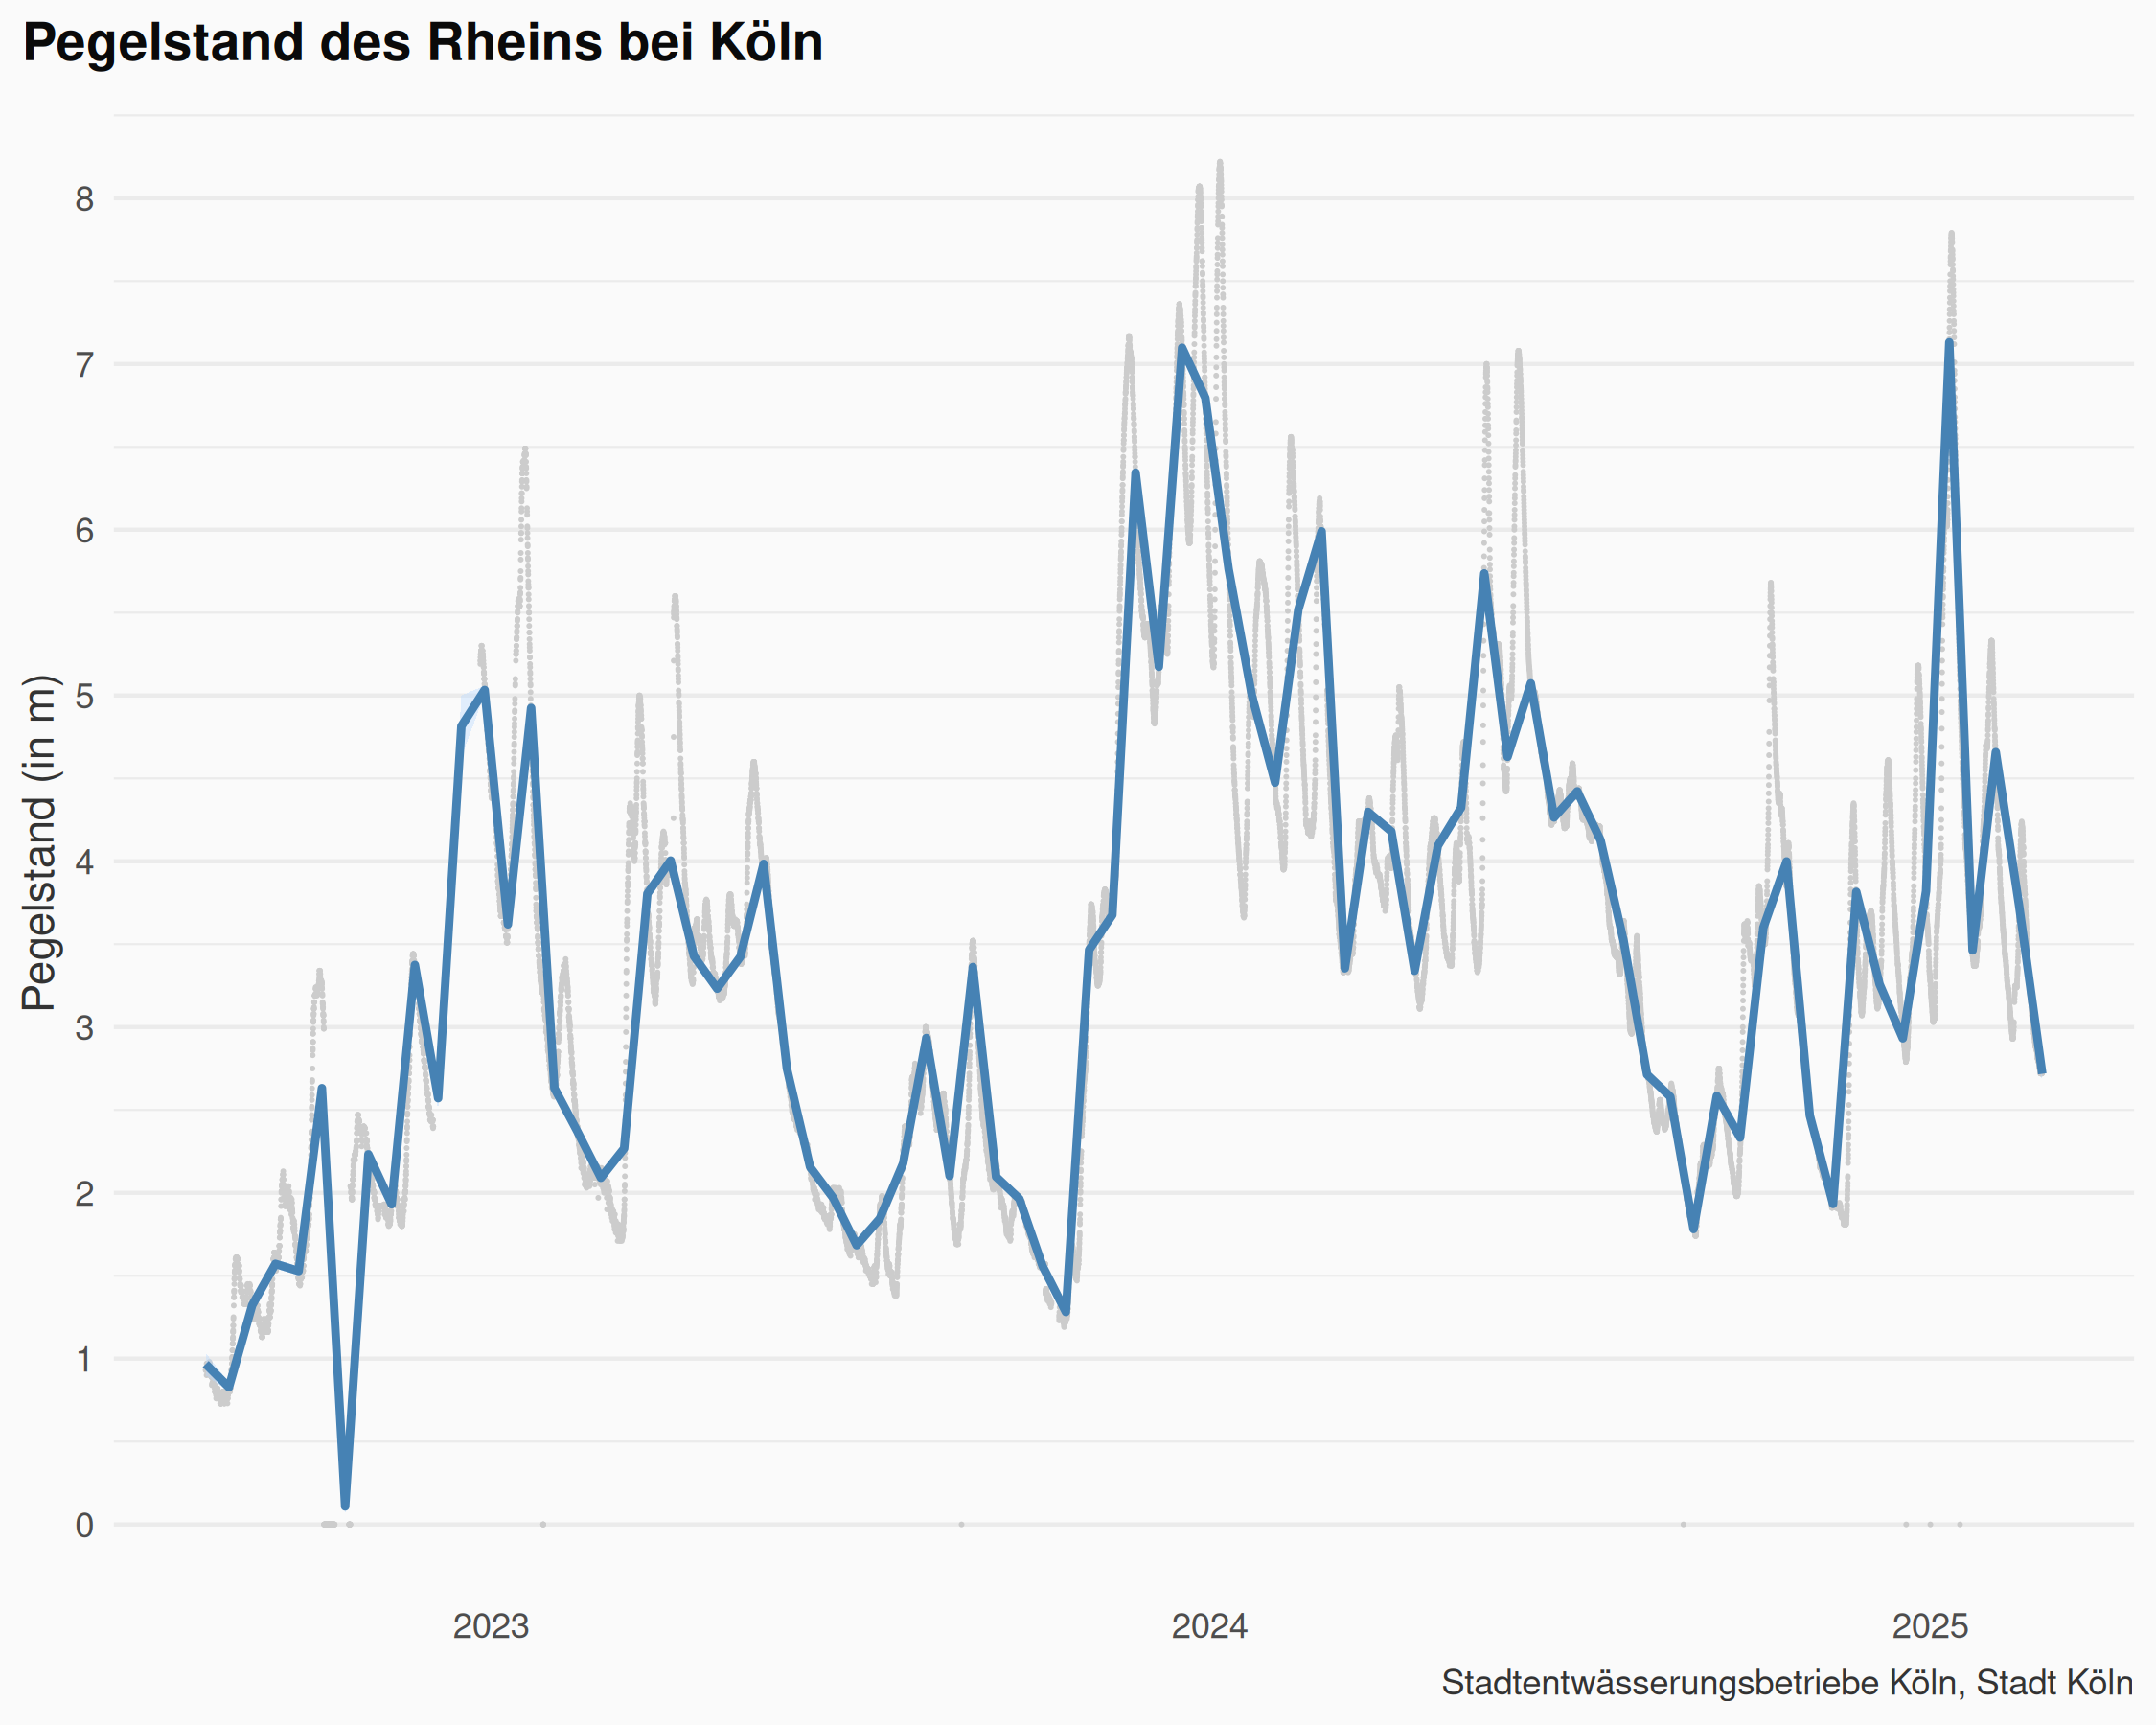 Pegelstand des Rheins bei Köln
Pegelstand (in m)
8
7
6
5
4
3
2
1
0
2023 2024 2025
Stadtentwässerungsbetriebe Köln, Stadt Köln